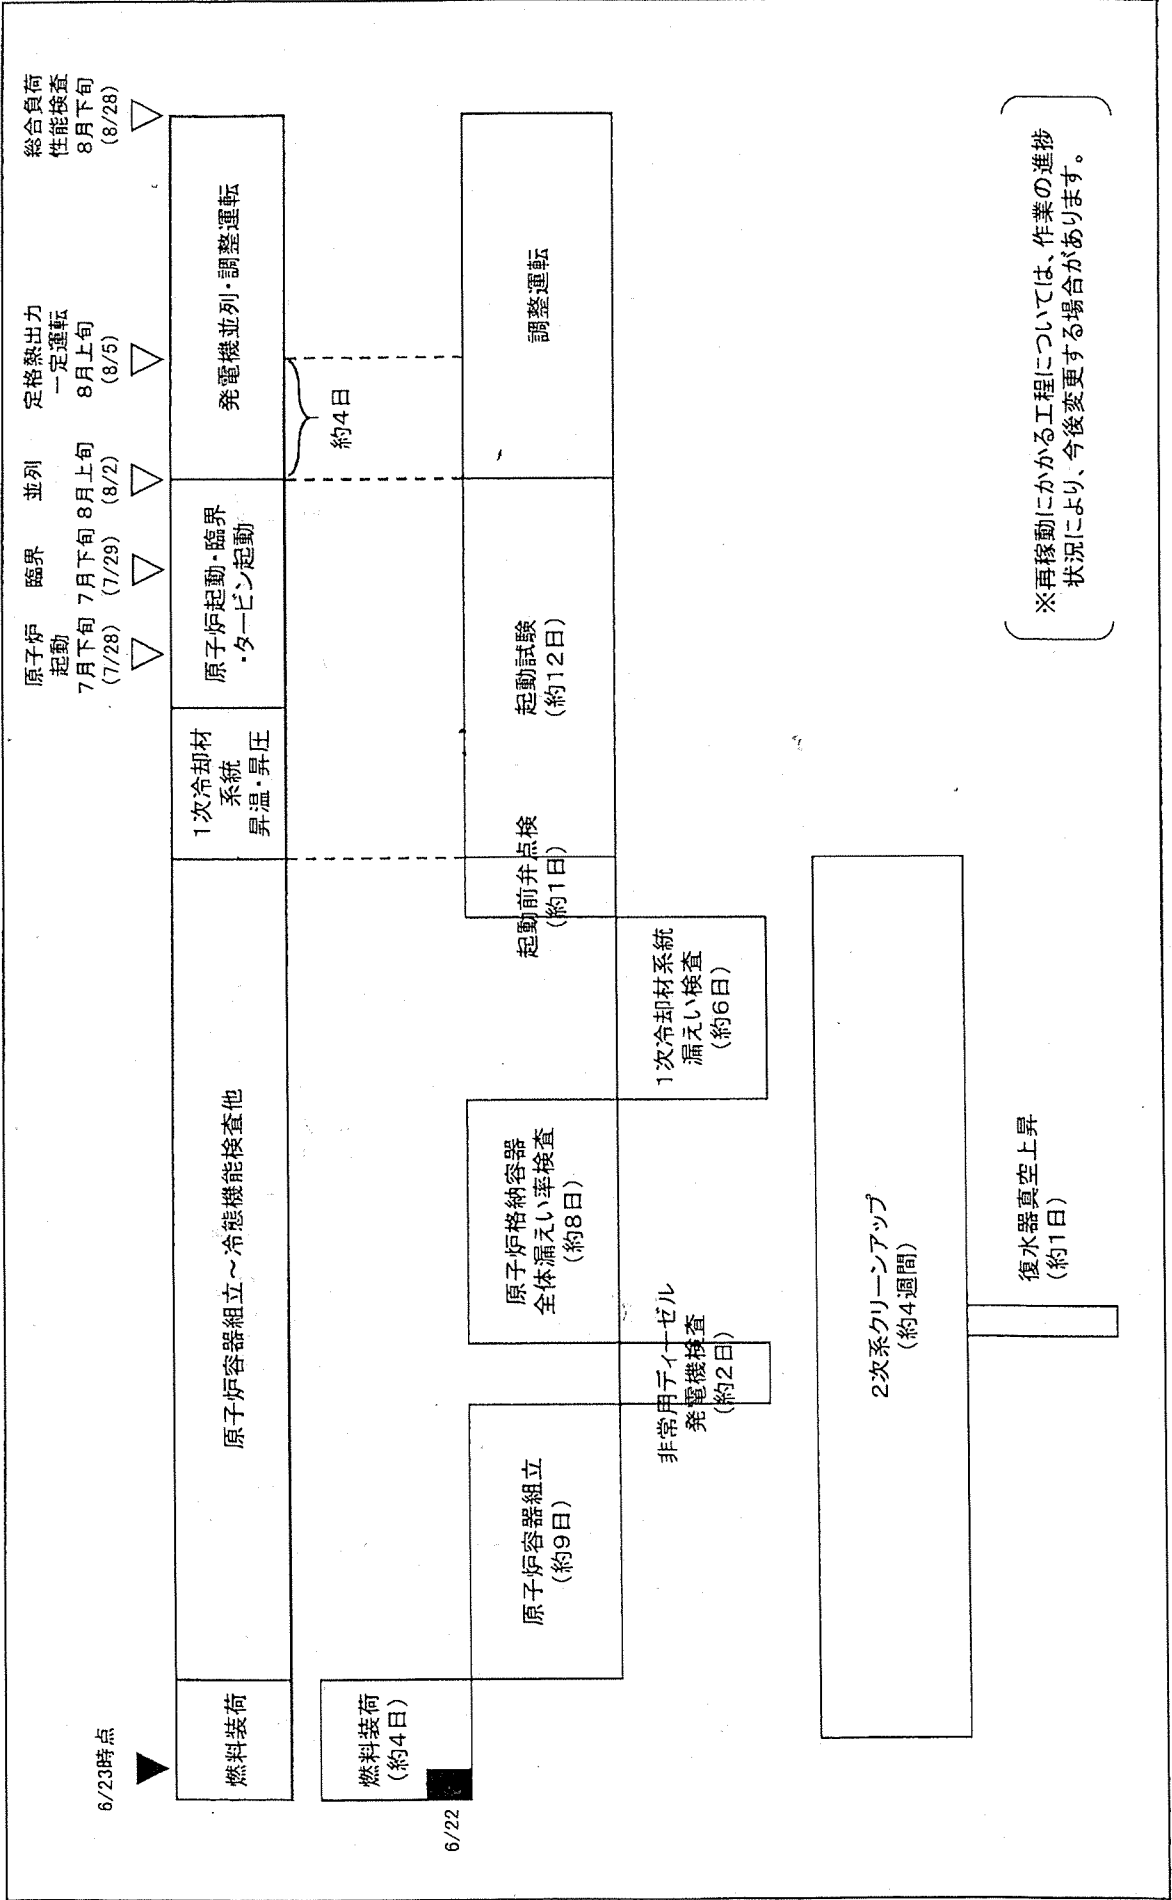 6/23時点
原子炉
起動
7月下旬
(7/28)
臨界
7月下旬
(7/29)
並列
8月上旬
(8/2)
定格熱出力
一定運転
8月上旬
(8/5)
総合負荷
性能検査
8月下旬
(8/28)
燃料装荷
原子炉容器組立～冷態機能検査他
1次冷却材
系統
昇温・昇圧
原子炉起動・臨界
・タービン起動
発電機並列・調整運転
約4日
6/22
燃料装荷
(約4日)
原子炉容器組立
(約9日)
非常用ディーゼル
発電機検査
(約2日)
原子炉格納容器
全体漏えい率検査
(約8日)
1次冷却材系統
漏えい検査
(約6日)
起動前弁点検
(約1日)
起動試験
(約12日)
調整運転
2次系クリーンアップ
(約4週間)
復水器真空上昇
(約1日)
※再稼動にかかる工程については、作業の進捗
状況により、今後変更する場合があります。